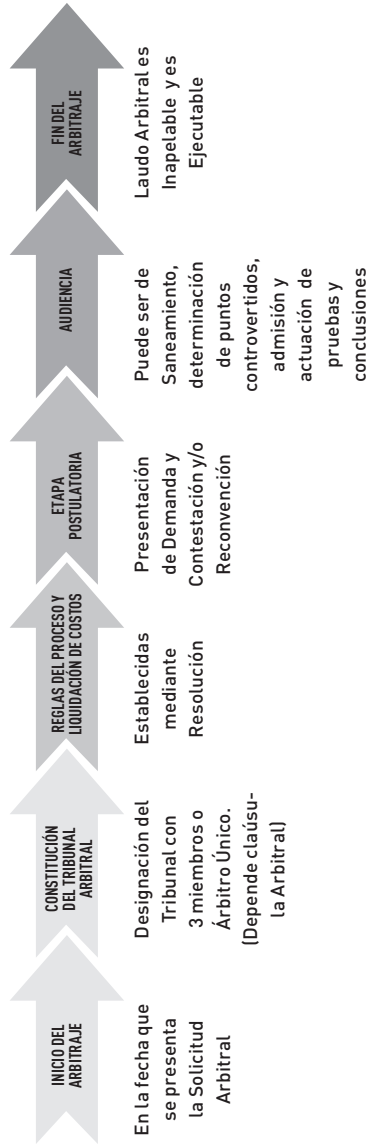 INICIO DEL
ARBITRAJE
En la fecha que
se presenta
la Solicitud
Arbitral
CONSTITUCIÓN
DEL TRIBUNAL
ARBITRAL
Designación del
Tribunal con
3 miembros o
Árbitro Único.
(Depende claúsu-
la Arbitral)
REGLAS DEL PROCESO Y
LIQUIDACIÓN DE COSTOS
Establecidas
mediante
Resolución
ETAPA
POSTULATORIA
Presentación
de Demanda y
Contestación y/o
Reconvención
AUDIENCIA
Puede ser de
Saneamiento,
determinación
de puntos
controvertidos,
admisión y
actuación de
pruebas y
conclusiones
FIN DEL
ARBITRAJE
Laudo Arbitral es
Inapelable y es
Ejecutable